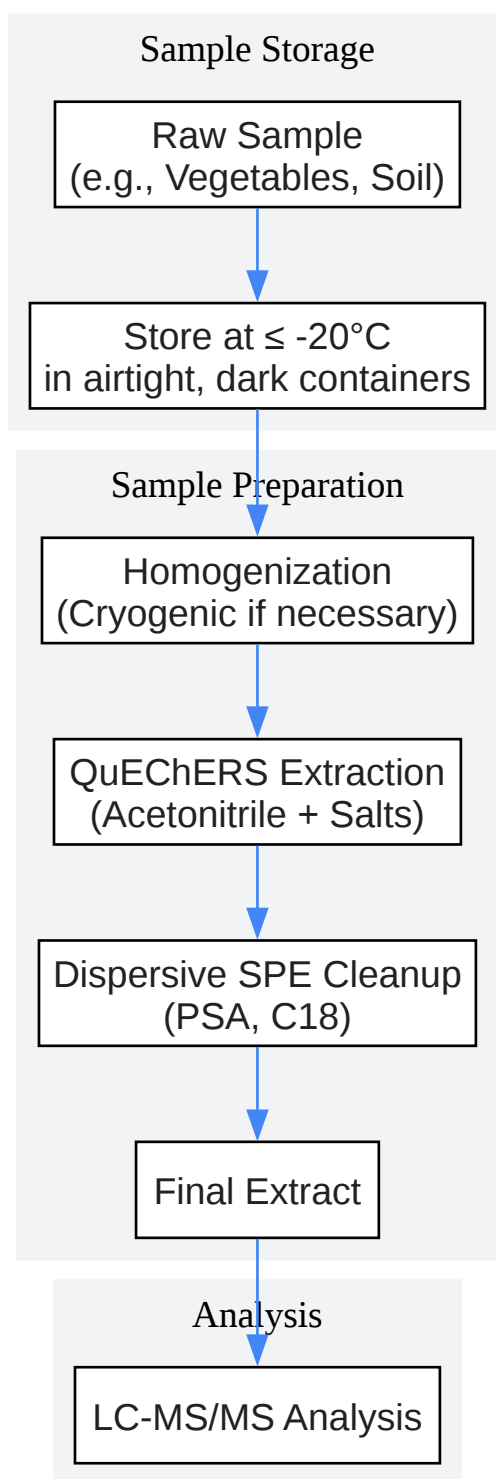 Sample Storage
Raw Sample
(e.g., Vegetables, Soil)
Store at ≤ -20°C
in airtight, dark containers
Sample Preparation
Homogenization
(Cryogenic if necessary)
QuEChERS Extraction
(Acetonitrile + Salts)
Dispersive SPE Cleanup
(PSA, C18)
Final Extract
Analysis
LC-MS/MS Analysis